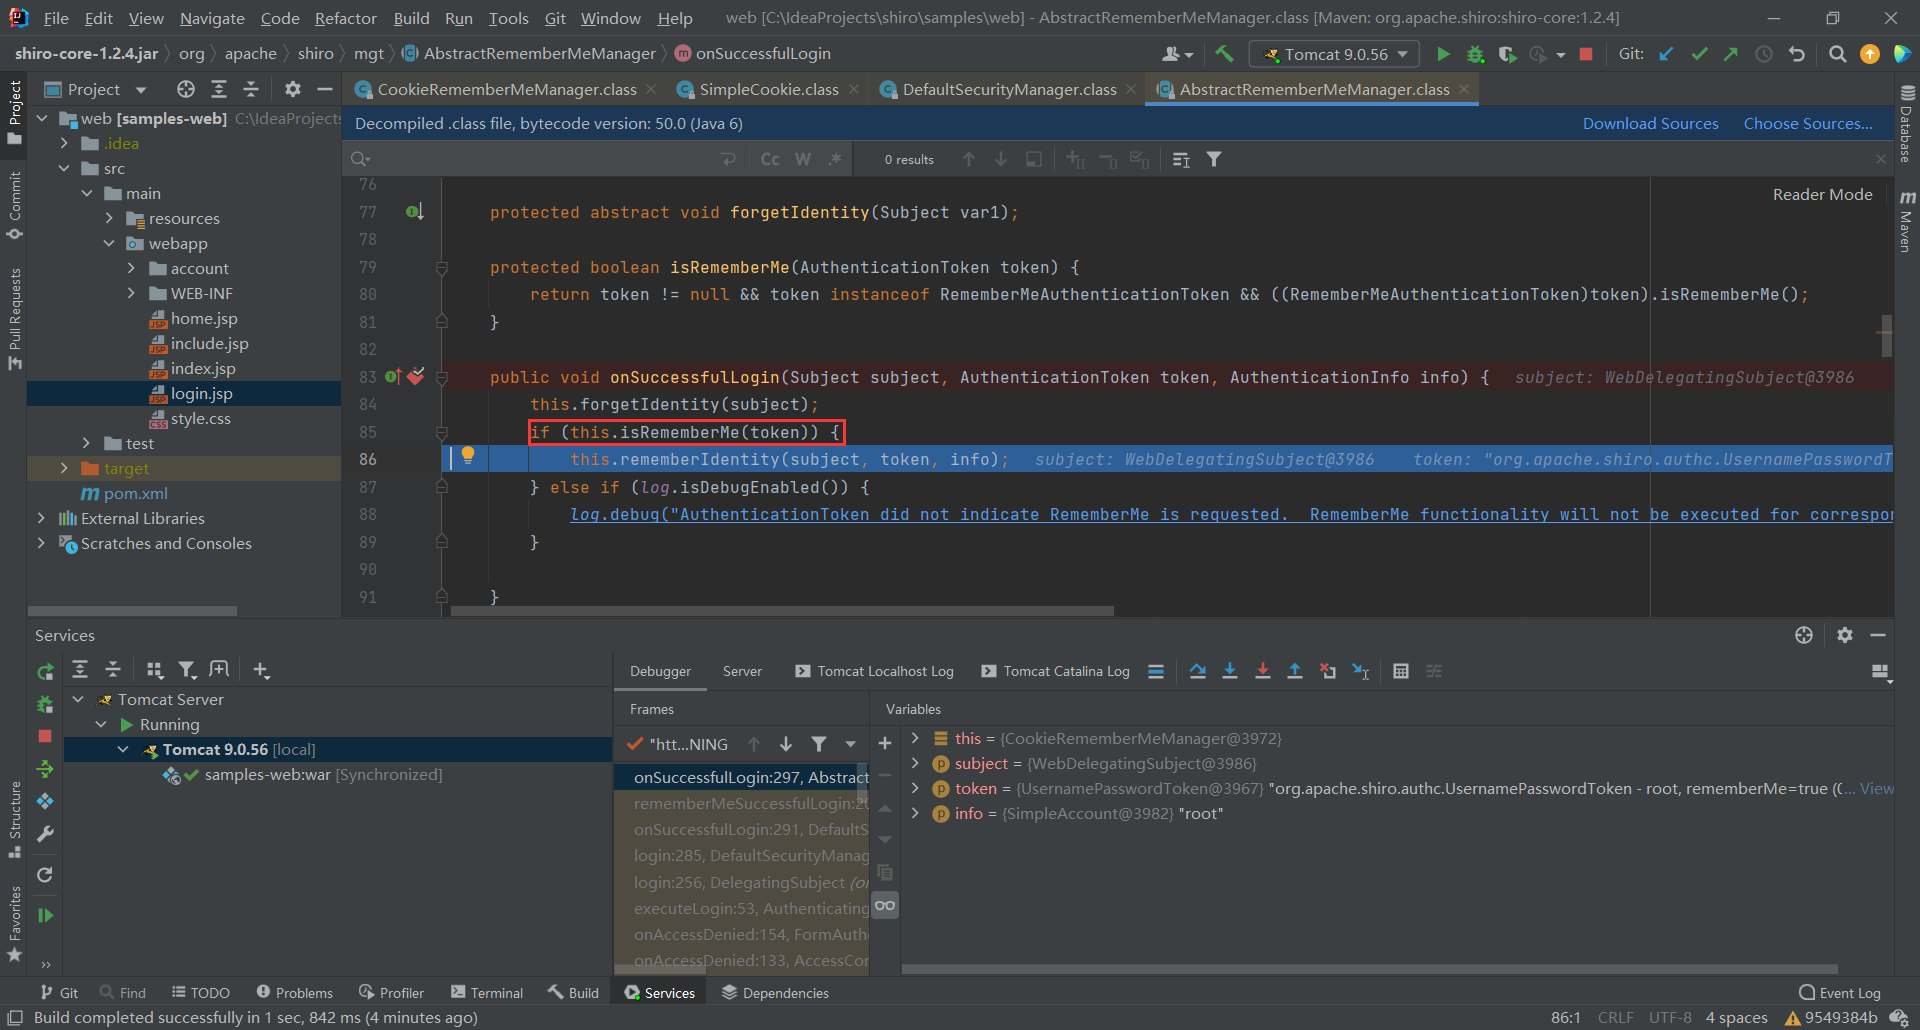 File Edit View Navigate Code Refactor Build Run Tools Git Window Help web [C:\IdeaProjects\shiro\samples\web] - AbstractRememberMeManager.class [Maven: org.apache.shiro:shiro-core:1.2.4]
shiro-core-1.2.4.jar org apache shiro mgt AbstractRememberMeManager onSuccessfulLogin Tomcat 9.0.56 Git:
Project
CookieRememberMeManager.class SimpleCookie.class DefaultSecurityManager.class AbstractRememberMeManager.class
Decompiled .class file, bytecode version: 50.0 (Java 6) Download Sources Choose Sources...
Cc W .* 0 results
Reader Mode
web [samples-web] C:\IdeaProjects
.idea
src
main
resources
webapp
account
WEB-INF
home.jsp
include.jsp
index.jsp
login.jsp
style.css
test
target
pom.xml
External Libraries
Scratches and Consoles
76
77 protected abstract void forgetIdentity(Subject var1);
78
79 protected boolean isRememberMe(AuthenticationToken token) {
80 return token != null && token instanceof RememberMeAuthenticationToken && ((RememberMeAuthenticationToken)token).isRememberMe();
81 }
82
83 public void onSuccessfulLogin(Subject subject, AuthenticationToken token, AuthenticationInfo info) { subject: WebDelegatingSubject@3986
84 this.forgetIdentity(subject);
85 if (this.isRememberMe(token)) {
86 this.rememberIdentity(subject, token, info); subject: WebDelegatingSubject@3986 token: "org.apache.shiro.authc.UsernamePasswordT
87 } else if (log.isDebugEnabled()) {
88 log.debug("AuthenticationToken did not indicate RememberMe is requested.  RememberMe functionality will not be executed for correspon
89 }
90
91 }
Project
Commit
Pull Requests
Structure
Favorites
Database
Maven
Services
Tomcat Server
Running
Tomcat 9.0.56 [local]
samples-web:war [Synchronized]
Debugger Server Tomcat Localhost Log Tomcat Catalina Log
Frames
"htt...NING
onSuccessfulLogin:297, Abstract
rememberMeSuccessfulLogin:20
onSuccessfulLogin:291, DefaultS
login:285, DefaultSecurityManag
login:256, DelegatingSubject (or
executeLogin:53, Authenticating
onAccessDenied:154, FormAuthe
onAccessDenied:133, AccessCor
Variables
this = {CookieRememberMeManager@3972}
subject = {WebDelegatingSubject@3986}
token = {UsernamePasswordToken@3967} "org.apache.shiro.authc.UsernamePasswordToken - root, rememberMe=true ((... View
info = {SimpleAccount@3982} "root"
Git Find TODO Problems Profiler Terminal Build Services Dependencies Event Log
Build completed successfully in 1 sec, 842 ms (4 minutes ago) 86:1 CRLF UTF-8 4 spaces 9549384b